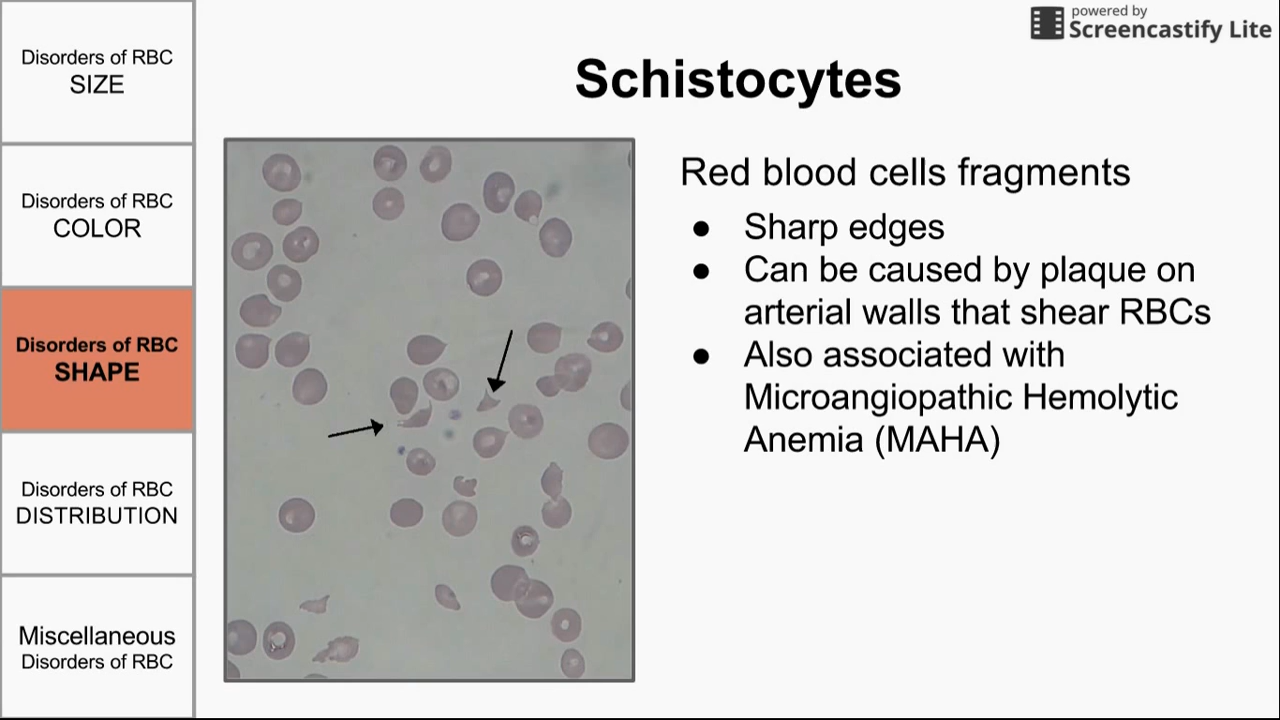 Disorders of RBC
SIZE
Disorders of RBC
COLOR
Disorders of RBC
SHAPE
Disorders of RBC
DISTRIBUTION
Miscellaneous
Disorders of RBC
powered by
Screencastify Lite
Schistocytes
Red blood cells fragments
● Sharp edges
● Can be caused by plaque on
arterial walls that shear RBCs
● Also associated with
Microangiopathic Hemolytic
Anemia (MAHA)